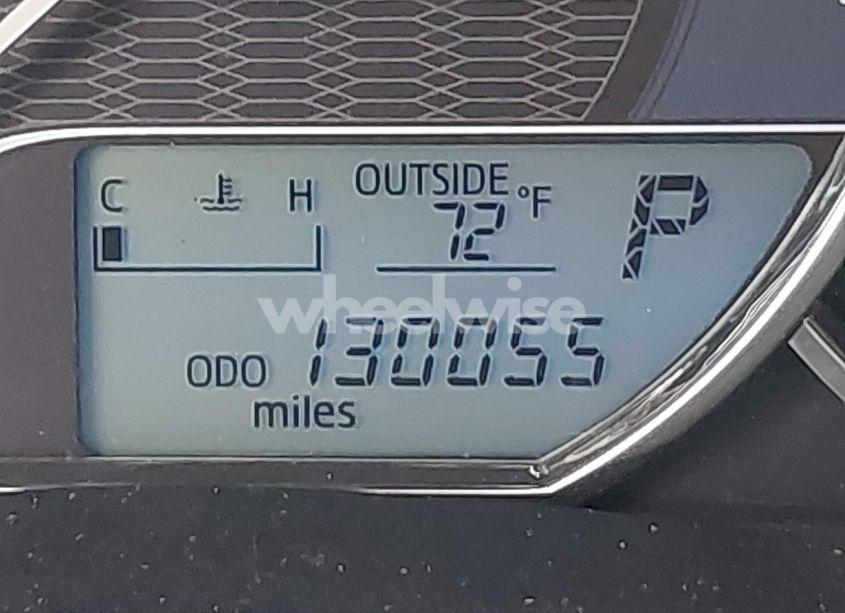 C H OUTSIDE °F P
72
wheelwise
ODO 130055
miles